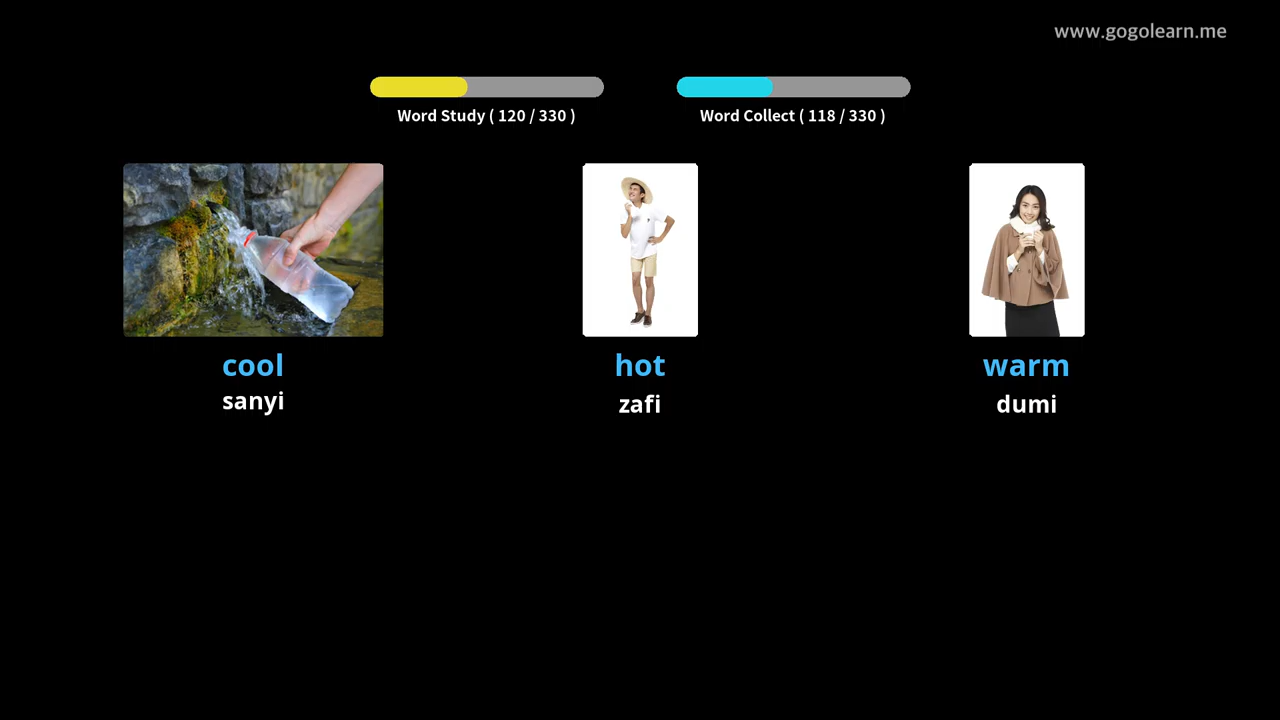 www.gogolearn.me
Word Study ( 120 / 330 )
Word Collect ( 118 / 330 )
cool
sanyi
hot
zafi
warm
dumi